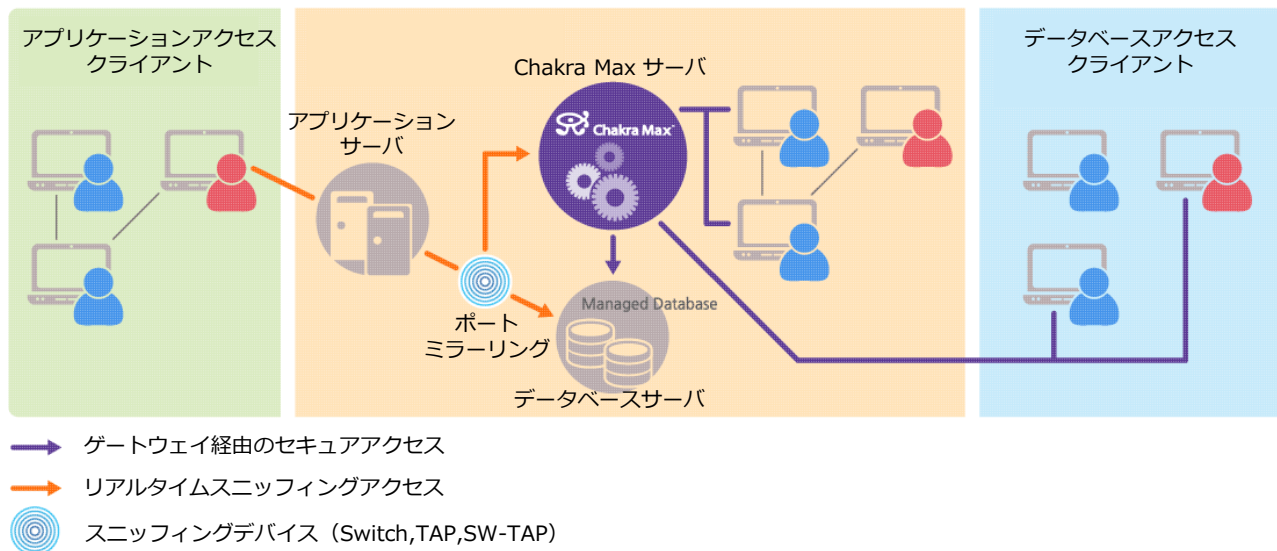 アプリケーションアクセス
クライアント
Chakra Max サーバ
データベースアクセス
クライアント
アプリケーション
サーバ
Chakra Max™
Managed Database
ポート
ミラーリング
データベースサーバ
ゲートウェイ経由のセキュアアクセス
リアルタイムスニッフィングアクセス
スニッフィングデバイス（Switch,TAP,SW-TAP）